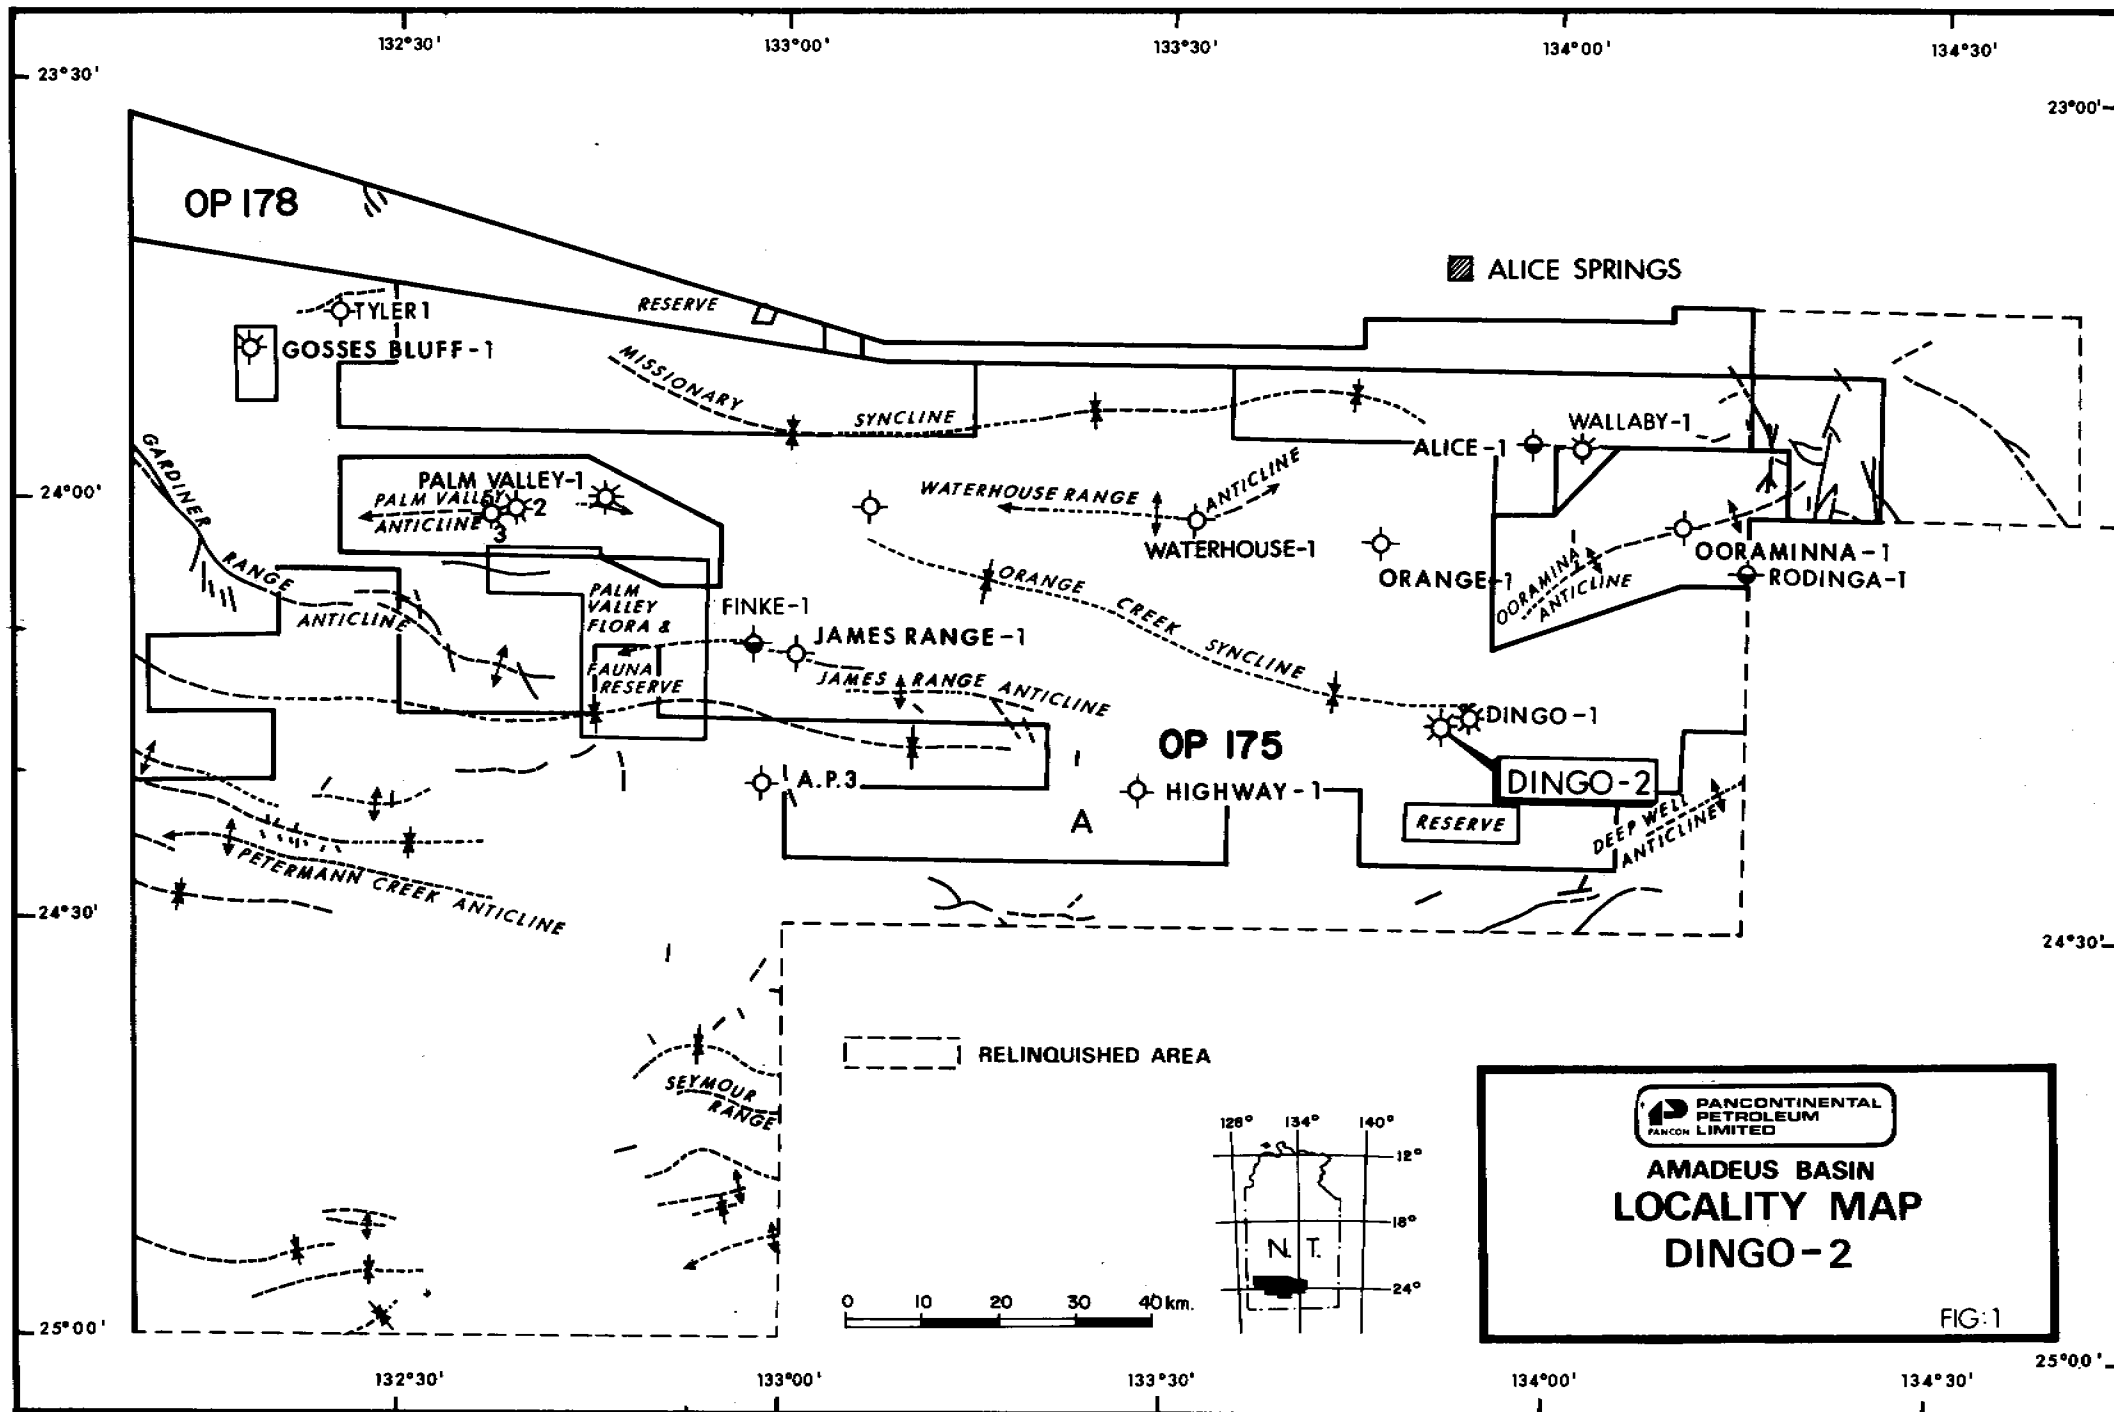 132°30'
133°00'
133°30'
134°00'
134°30'
23°30'
23°00'
OP 178
ALICE SPRINGS
RESERVE
TYLER 1
GOSSES BLUFF-1
MISSIONARY
SYNCLINE
WALLABY-1
ALICE-1
GARDINER
RANGE
ANTICLINE
PALM VALLEY-1
PALM VALLEY
ANTICLINE
5
2
3
24°00'
WATERHOUSE RANGE
ANTICLINE
WATERHOUSE-1
ORANGE-1
OORAMINNA-1
RODINGA-1
OORAMINA
ANTICLINE
ORANGE
CREEK
SYNCLINE
PALM
VALLEY
FLORA &
FAUNA
RESERVE
FINKE-1
JAMES RANGE-1
JAMES RANGE ANTICLINE
DINGO-1
OP 175
DINGO-2
A.P.3
HIGHWAY-1
A
RESERVE
DEEP WELL
ANTICLINE
PETERMANN CREEK ANTICLINE
24°30'
24°30'
RELINQUISHED AREA
SEYMOUR
RANGE
128°
134°
140°
12°
18°
N.T.
24°
0
10
20
30
40 km.
PANCON
PANCONTINENTAL
PETROLEUM
LIMITED
AMADEUS BASIN
LOCALITY MAP
DINGO-2
FIG:1
25°00'
25°00'
132°30'
133°00'
133°30'
134°00'
134°30'